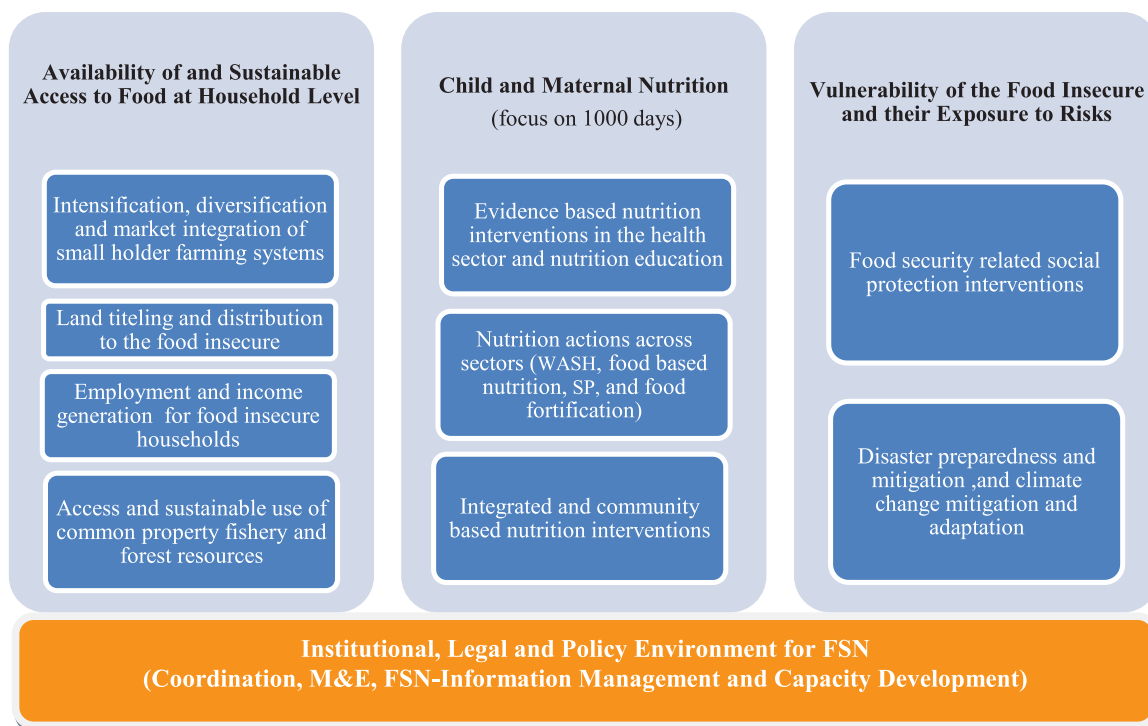 Availability of and Sustainable
Access to Food at Household Level
Intensification, diversification
and market integration of
small holder farming systems
Land titeling and distribution
to the food insecure
Employment and income
generation for food insecure
households
Access and sustainable use of
common property fishery and
forest resources
Child and Maternal Nutrition
(focus on 1000 days)
Evidence based nutrition
interventions in the health
sector and nutrition education
Nutrition actions across
sectors (WASH, food based
nutrition, SP, and food
fortification)
Integrated and community
based nutrition interventions
Vulnerability of the Food Insecure
and their Exposure to Risks
Food security related social
protection interventions
Disaster preparedness and
mitigation ,and climate
change mitigation and
adaptation
Institutional, Legal and Policy Environment for FSN
(Coordination, M&E, FSN-Information Management and Capacity Development)